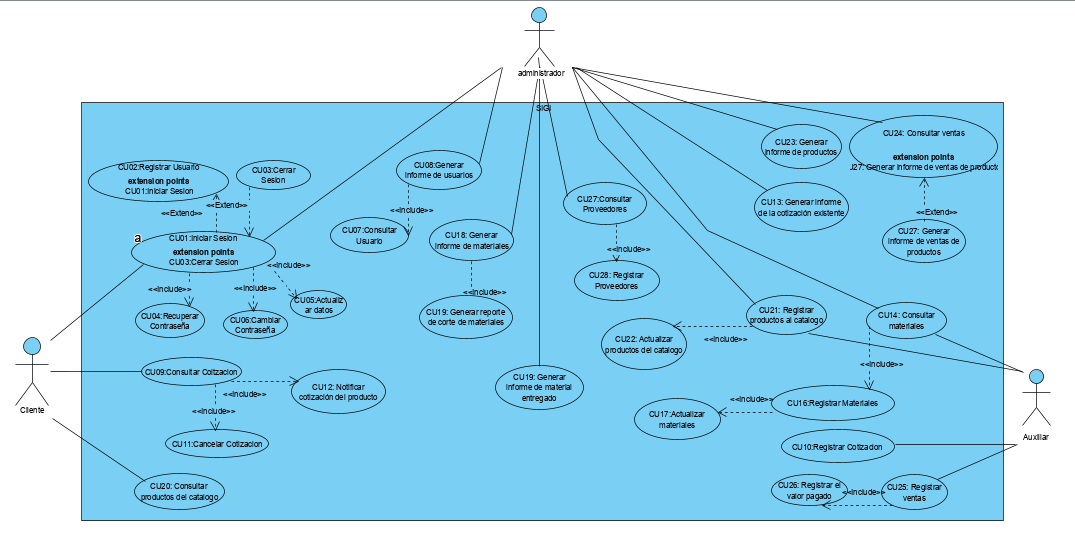 administrador
SIGI
CU02:Registrar Usuario
extension points
CU01:Iniciar Sesion
CU03:Cerrar
Sesion
<<Extend>>
<<Extend>>
a
CU01:Iniciar Sesion
extension points
CU03:Cerrar Sesion
<<Include>>
<<Include>>
<<Include>>
CU04:Recuperar
Contraseña
CU06:Cambiar
Contraseña
CU05:Actualiz
ar datos
CU08:Generar
informe de usuarios
<<Include>>
CU07:Consultar
Usuario
CU18: Generar
informe de materiales
<<Include>>
CU19: Generar reporte
de corte de materiales
CU27:Consultar
Proveedores
<<Include>>
CU28: Registrar
Proveedores
CU23: Generar
informe de productos
CU24: Consultar ventas
extension points
J27: Generar informe de ventas de product
CU13: Generar informe
de la cotización existente
<<Extend>>
CU27: Generar
informe de ventas de
productos
CU21: Registrar
productos al catalogo
CU14: Consultar
materiales
<<Include>>
CU22: Actualizar
productos del catalogo
<<Include>>
CU19: Generar
informe de material
entregado
CU16:Registrar Materiales
<<Include>>
CU17:Actualizar
materiales
CU10:Registrar Cotizacion
CU26: Registrar el
valor pagado
<<Include>>
CU25: Registrar
ventas
Auxiliar
Cliente
CU09:Consultar Coitzacion
<<Include>>
CU12: Notificar
cotización del producto
<<Include>>
CU11:Cancelar Cotizacion
CU20: Consultar
productos del catalogo